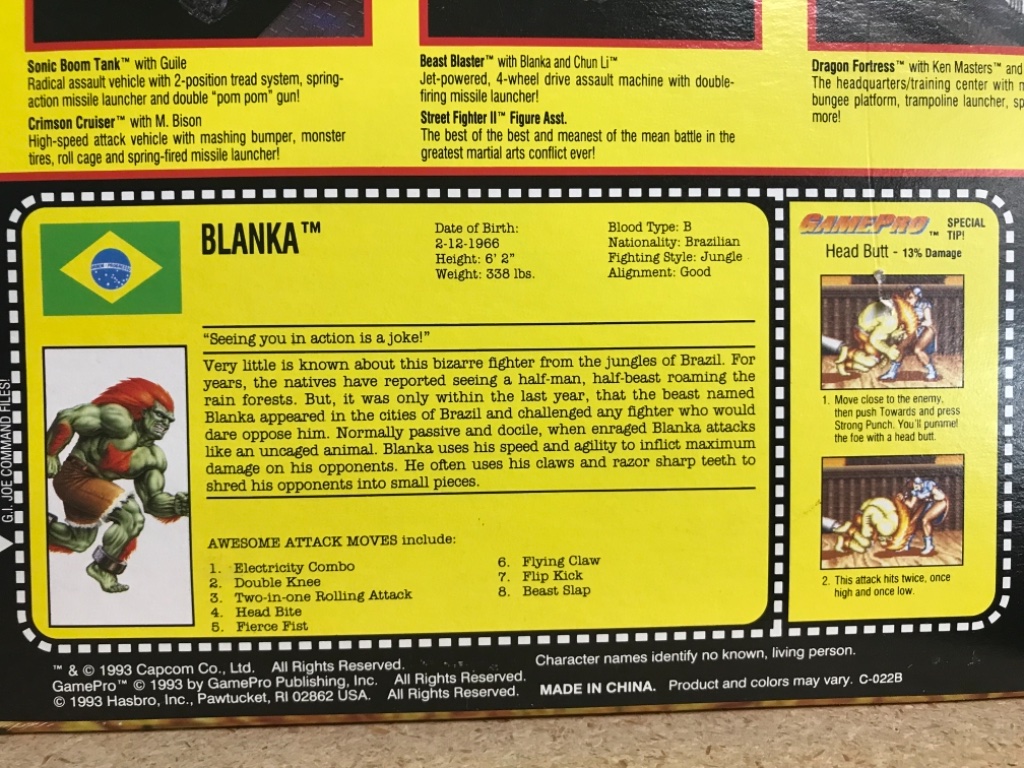 Sonic Boom Tank™ with Guile
Radical assault vehicle with 2-position tread system, spring-
action missile launcher and double "pom pom" gun!
Crimson Cruiser™ with M. Bison
High-speed attack vehicle with mashing bumper, monster
tires, roll cage and spring-fired missile launcher!
Beast Blaster™ with Blanka and Chun Li™
Jet-powered, 4-wheel drive assault machine with double-
firing missile launcher!
Street Fighter II™ Figure Asst.
The best of the best and meanest of the mean battle in the
greatest martial arts conflict ever!
Dragon Fortress™ with Ken Masters™ and
The headquarters/training center with
bungee platform, trampoline launcher,
more!
G.I. JOE COMMAND FILES!
BLANKA™
Date of Birth:
2-12-1966
Height: 6' 2"
Weight: 338 lbs.
Blood Type: B
Nationality: Brazilian
Fighting Style: Jungle
Alignment: Good
"Seeing you in action is a joke!"
Very little is known about this bizarre fighter from the jungles of Brazil. For
years, the natives have reported seeing a half-man, half-beast roaming the
rain forests. But, it was only within the last year, that the beast named
Blanka appeared in the cities of Brazil and challenged any fighter who would
dare oppose him. Normally passive and docile, when enraged Blanka attacks
like an uncaged animal. Blanka uses his speed and agility to inflict maximum
damage on his opponents. He often uses his claws and razor sharp teeth to
shred his opponents into small pieces.
AWESOME ATTACK MOVES include:
1. Electricity Combo
2. Double Knee
3. Two-in-one Rolling Attack
4. Head Bite
5. Fierce Fist
6. Flying Claw
7. Flip Kick
8. Beast Slap
GAMEPRO™ SPECIAL
TIP!
Head Butt - 13% Damage
1. Move close to the enemy,
then push Towards and press
Strong Punch. You'll pummel
the foe with a head butt.
2. This attack hits twice, once
high and once low.
™ & © 1993 Capcom Co., Ltd. All Rights Reserved.
GamePro™ © 1993 by GamePro Publishing, Inc. All Rights Reserved.
© 1993 Hasbro, Inc., Pawtucket, RI 02862 USA. All Rights Reserved.
Character names identify no known, living person.
MADE IN CHINA. Product and colors may vary. C-022B